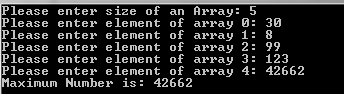 Please enter size of an Array: 5
Please enter element of array 0: 30
Please enter element of array 1: 8
Please enter element of array 2: 99
Please enter element of array 3: 123
Please enter element of array 4: 42662
Maximum Number is: 42662